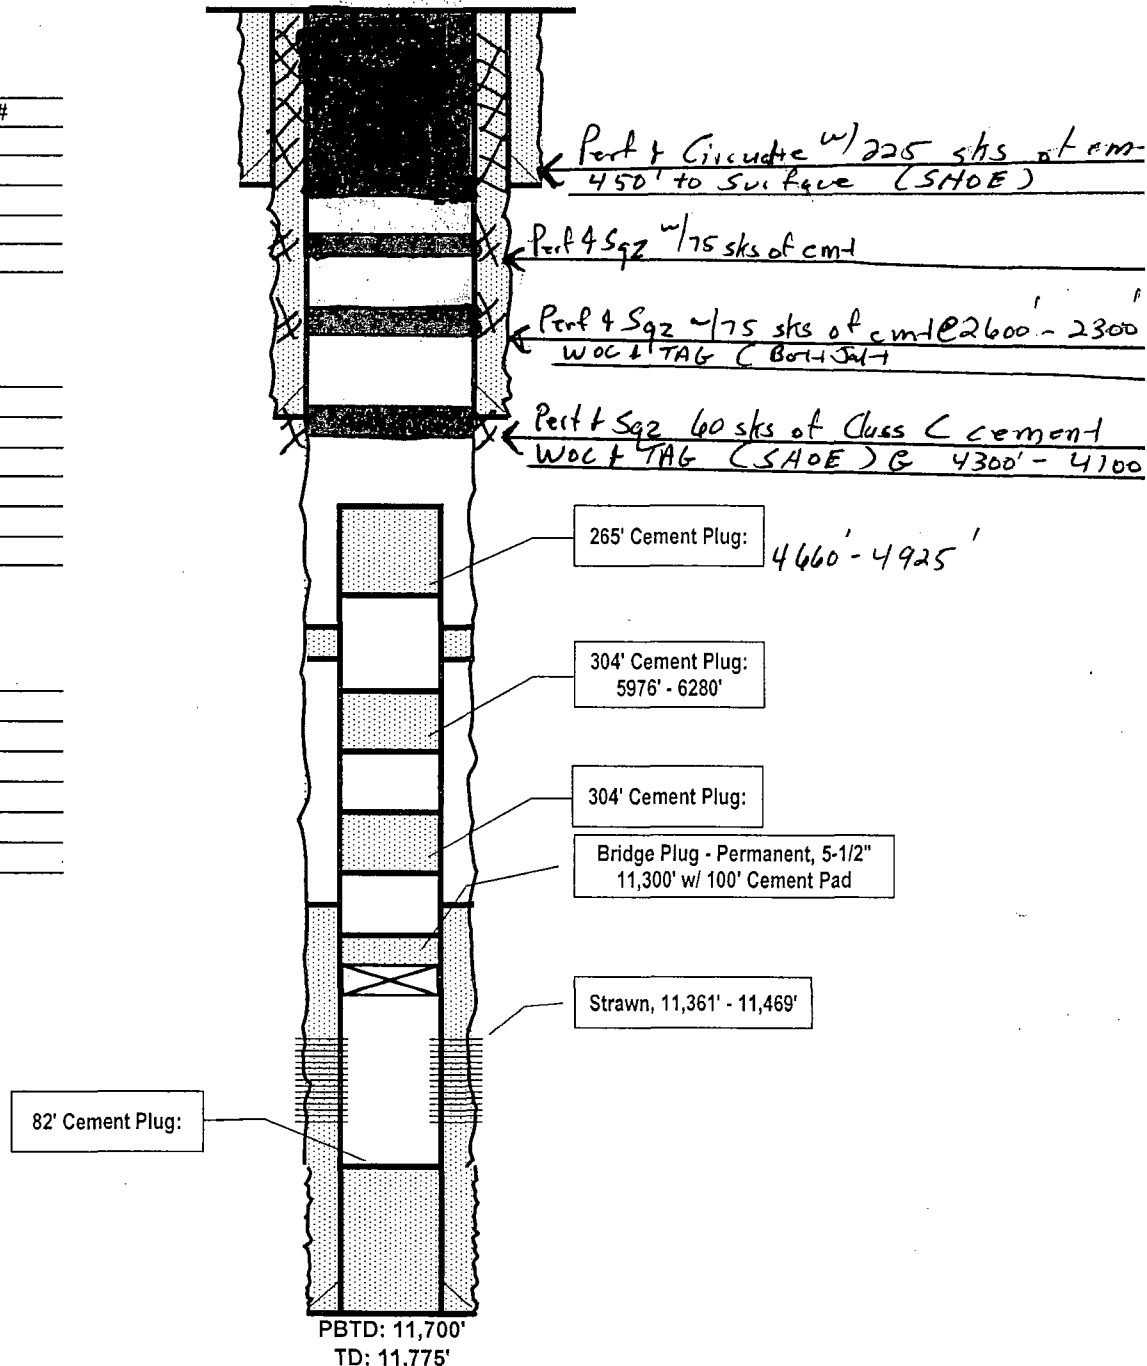 #
Perf & Circulate w/ 225 sks of cm
450' to Surface (SHOE)
Perf & Sqz w/75 sks of cmt
Perf & Sqz w/75 sks of cmt @ 2600' - 2300'
WOC & TAG (Bott Salt
Perf & Sqz 60 sks of Class C cement
WOC & TAG (SHOE) @ 4300' - 4100
265' Cement Plug:
4660' - 4925'
304' Cement Plug:
5976' - 6280'
304' Cement Plug:
Bridge Plug - Permanent, 5-1/2"
11,300' w/ 100' Cement Pad
Strawn, 11,361' - 11,469'
82' Cement Plug:
PBTD: 11,700'
TD: 11,775'